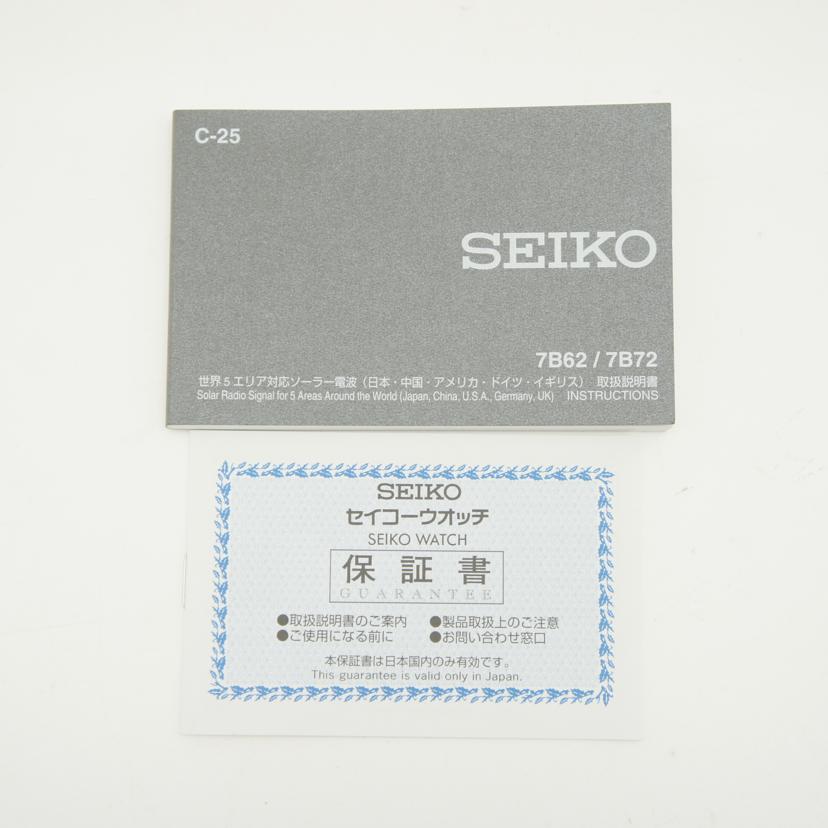 C-25
SEIKO
7B62 / 7B72
世界5エリア対応ソーラー電波（日本・中国・アメリカ・ドイツ・イギリス） 取扱説明書
Solar Radio Signal for 5 Areas Around the World (Japan, China, U.S.A., Germany, UK) INSTRUCTIONS
SEIKO
セイコーウオッチ
SEIKO WATCH
保証書
GUARANTEE
●取扱説明書のご案内 ●製品取扱上のご注意
●ご使用になる前に ●お問い合わせ窓口
本保証書は日本国内のみ有効です。
This guarantee is valid only in Japan.